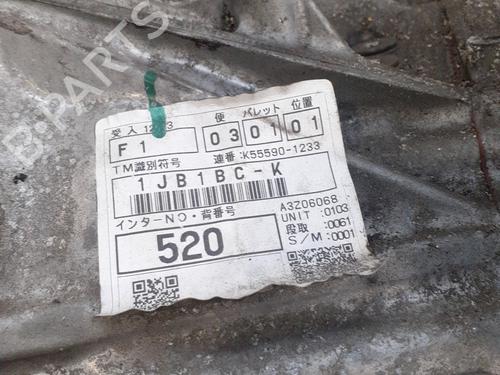 B-PARTS
受入 12
便 パレット 位置
F1 03 01 01
TM識別符号 連番:K55590-1233
1JB1BC-K
インターNO・背番号 A3Z06068
520 UNIT :0103
段取 :0061
S/M:0001